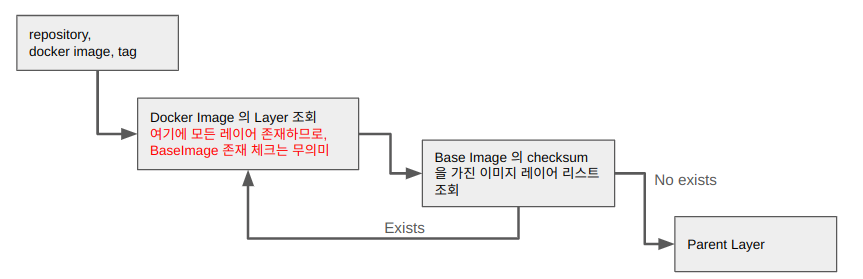 repository,
docker image, tag
Docker Image 의 Layer 조회
여기에 모든 레이어 존재하므로,
BaseImage 존재 체크는 무의미
Base Image 의 checksum
을 가진 이미지 레이어 리스트
조회
No exists
Exists
Parent Layer